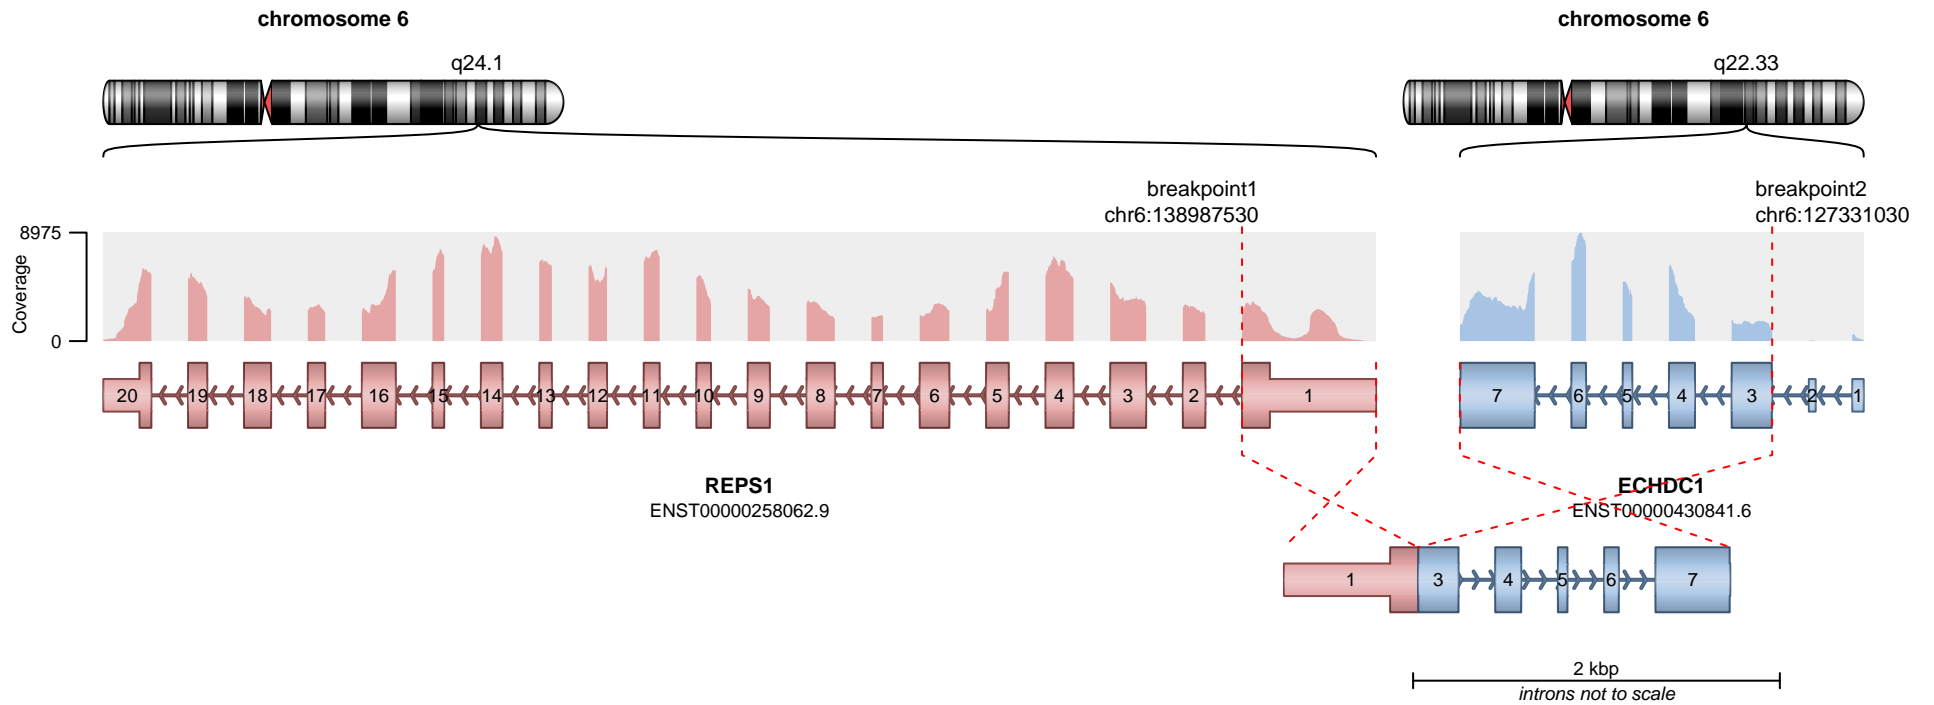 chromosome 6
chromosome 6
q24.1
q22.33
breakpoint1
chr6:138987530
breakpoint2
chr6:127331030
8975
Coverage
0
20 19 18 17 16 15 14 13 12 11 10 9 8 7 6 5 4 3 2 1
7 6 5 4 3 2 1
REPS1
ENST00000258062.9
ECHDC1
ENST00000430841.6
1 3 4 5 6 7
2 kbp
introns not to scale